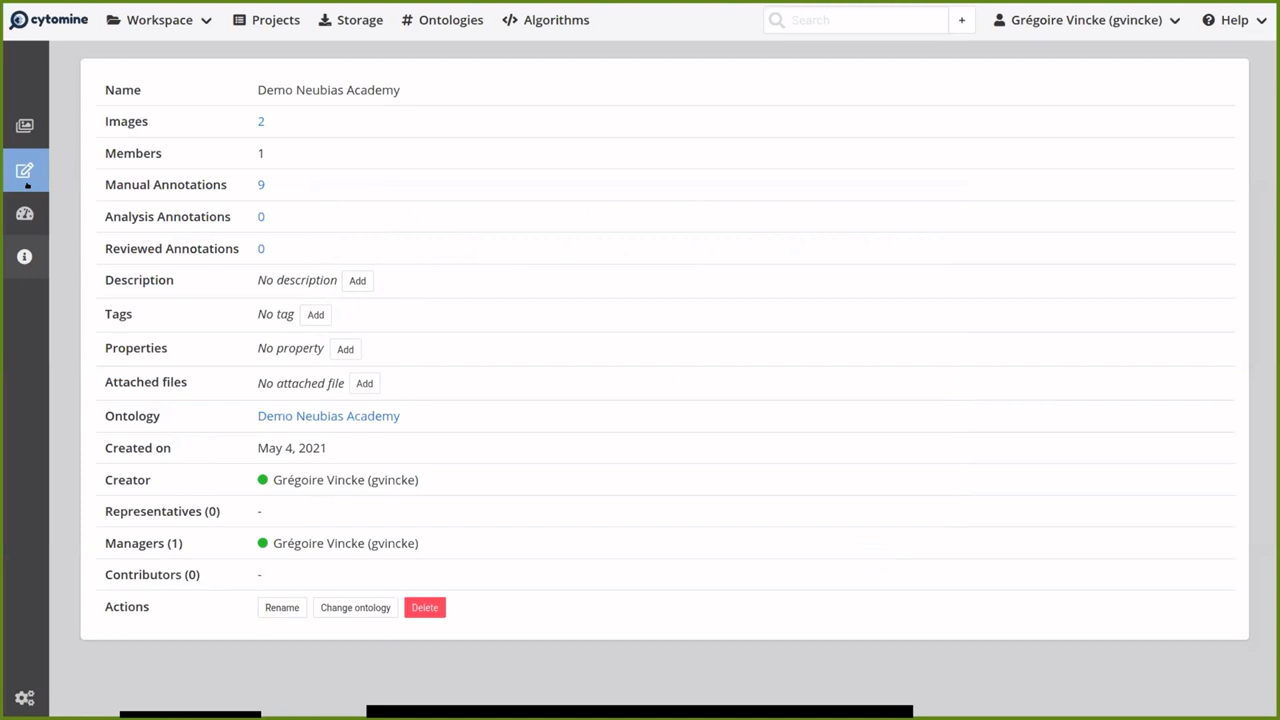 cytomine Workspace Projects Storage Ontologies Algorithms Search + Grégoire Vincke (gvincke) Help
Name Demo Neubias Academy
Images 2
Members 1
Manual Annotations 9
Analysis Annotations 0
Reviewed Annotations 0
Description No description Add
Tags No tag Add
Properties No property Add
Attached files No attached file Add
Ontology Demo Neubias Academy
Created on May 4, 2021
Creator Grégoire Vincke (gvincke)
Representatives (0) -
Managers (1) Grégoire Vincke (gvincke)
Contributors (0) -
Actions Rename Change ontology Delete